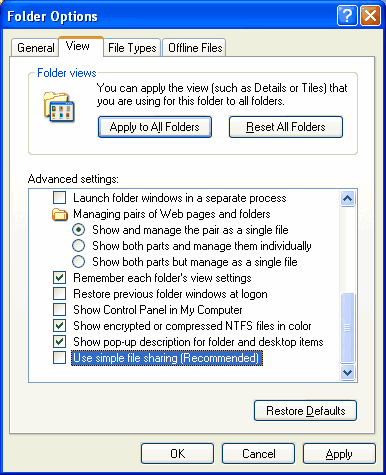 Folder Options
General
View
File Types
Offline Files
Folder views
You can apply the view (such as Details or Tiles) that
you are using for this folder to all folders.
Apply to All Folders
Reset All Folders
Advanced settings:
Launch folder windows in a separate process
Managing pairs of Web pages and folders
Show and manage the pair as a single file
Show both parts and manage them individually
Show both parts but manage as a single file
Remember each folder's view settings
Restore previous folder windows at logon
Show Control Panel in My Computer
Show encrypted or compressed NTFS files in color
Show pop-up description for folder and desktop items
Use simple file sharing (Recommended)
Restore Defaults
OK
Cancel
Apply